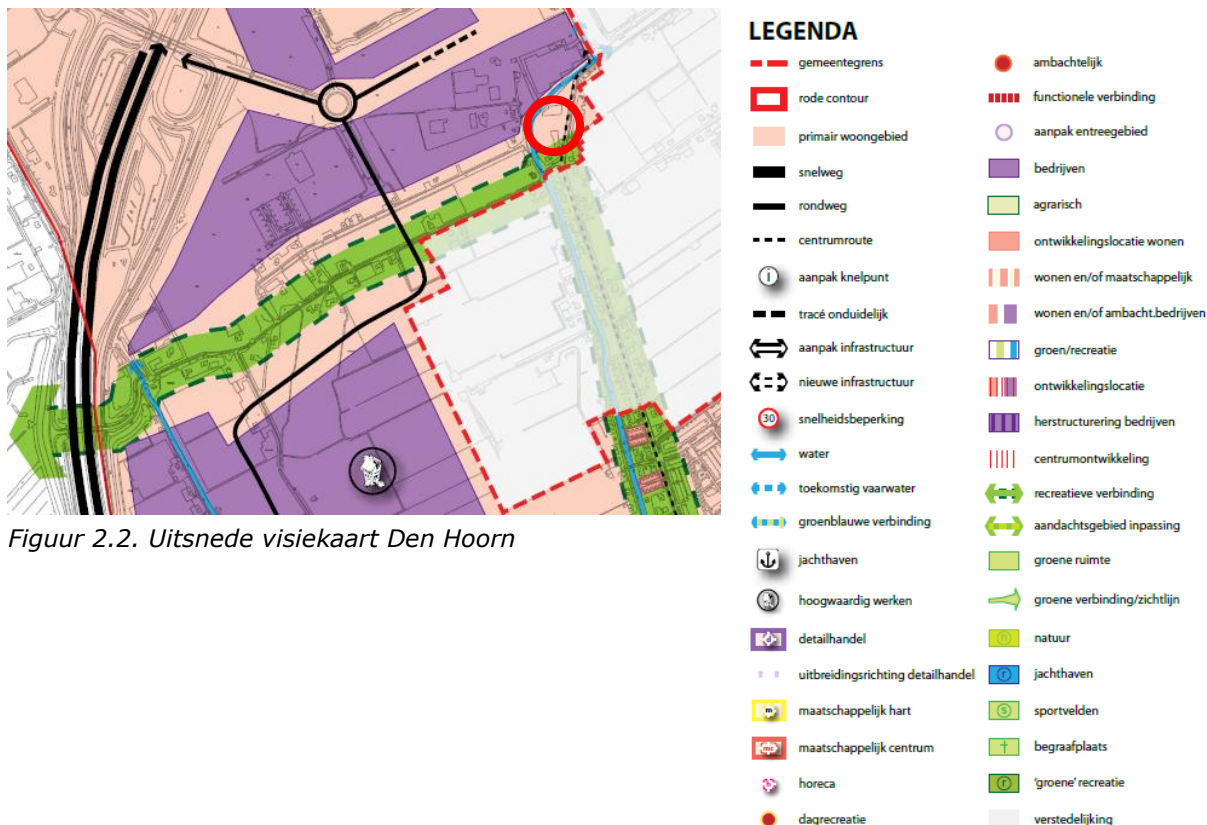 Figuur 2.2. Uitsnede visiekaart Den Hoorn
LEGENDA
gemeentegrens
rode contour
primair woongebied
snelweg
rondweg
centrumroute
i
aanpak knelpunt
tracé onduidelijk
aanpak infrastructuur
nieuwe infrastructuur
30
snelheidsbeperking
water
toekomstig vaarwater
groenblauwe verbinding
jachthaven
hoogwaardig werken
d
detailhandel
uitbreidingsrichting detailhandel
m
maatschappelijk hart
mc
maatschappelijk centrum
h
horeca
dagrecreatie
ambachtelijk
functionele verbinding
aanpak entreegebied
bedrijven
agrarisch
ontwikkelingslocatie wonen
wonen en/of maatschappelijk
wonen en/of ambacht.bedrijven
groen/recreatie
ontwikkelingslocatie
herstructurering bedrijven
centrumontwikkeling
recreatieve verbinding
aandachtsgebied inpassing
groene ruimte
groene verbinding/zichtlijn
n
natuur
r
jachthaven
s
sportvelden
begraafplaats
r
'groene' recreatie
verstedelijking